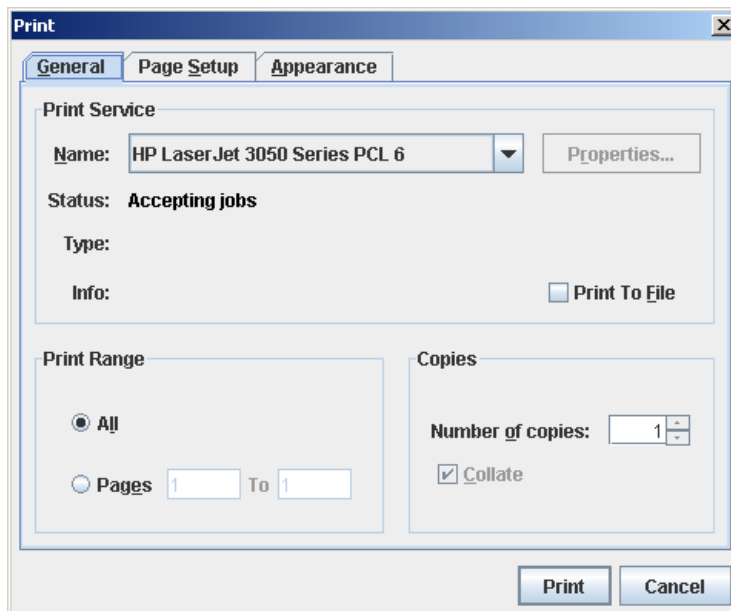 Print
General Page Setup Appearance
Print Service
Name: HP LaserJet 3050 Series PCL 6 Properties...
Status: Accepting jobs
Type:
Info: Print To File
Print Range
All
Pages 1 To 1
Copies
Number of copies: 1
Collate
Print Cancel